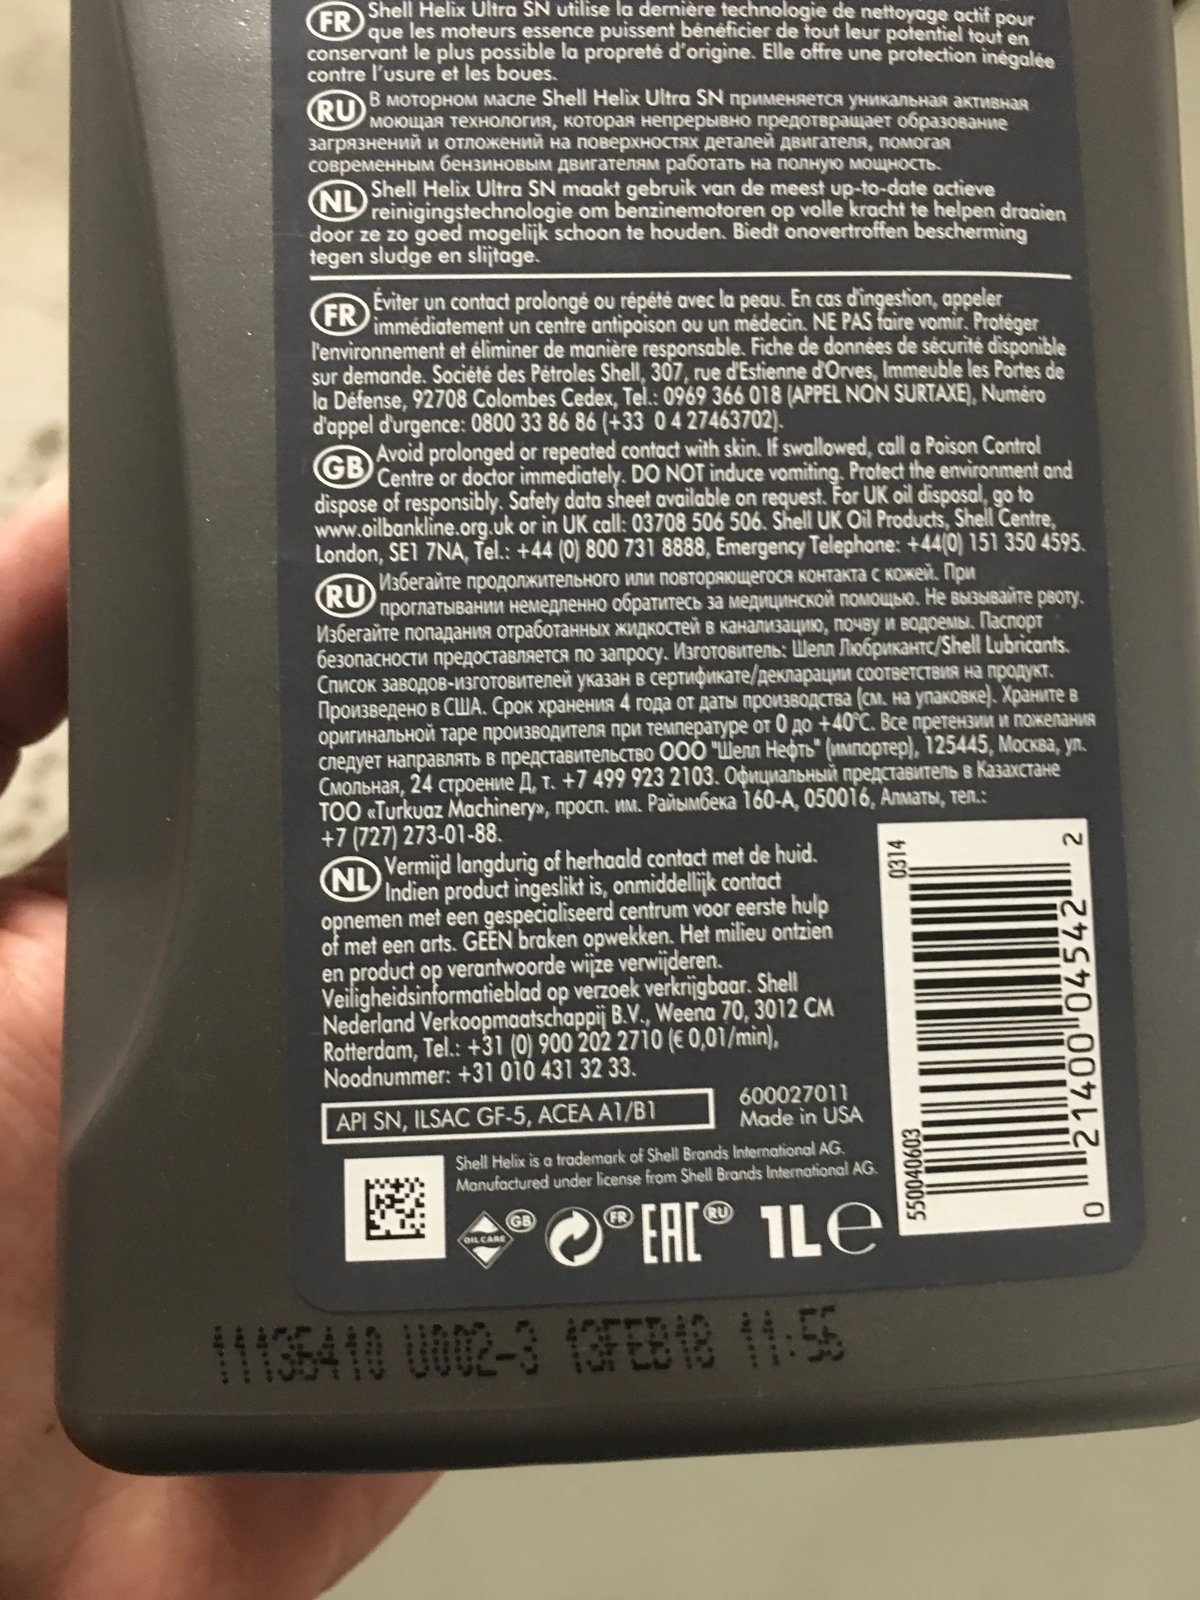 FR Shell Helix Ultra SN utilise la dernière technologie de nettoyage actif pour
que les moteurs essence puissent bénéficier de tout leur potentiel tout en
conservant le plus possible la propreté d'origine. Elle offre une protection inégalée
contre l'usure et les boues.
RU В моторном масле Shell Helix Ultra SN применяется уникальная активная
моющая технология, которая непрерывно предотвращает образование
загрязнений и отложений на поверхностях деталей двигателя, помогая
современным бензиновым двигателям работать на полную мощность.
NL Shell Helix Ultra SN maakt gebruik van de meest up-to-date actieve
reinigingstechnologie om benzinemotoren op volle kracht te helpen draaien
door ze zo goed mogelijk schoon te houden. Biedt onovertroffen bescherming
tegen sludge en slijtage.
FR Éviter un contact prolongé ou répété avec la peau. En cas d'ingestion, appeler
immédiatement un centre antipoison ou un médecin. NE PAS faire vomir. Protéger
l'environnement et éliminer de manière responsable. Fiche de données de sécurité disponible
sur demande. Société des Pétroles Shell, 307, rue d'Estienne d'Orves, Immeuble les Portes de
la Défense, 92708 Colombes Cedex, Tel.: 0969 366 018 (APPEL NON SURTAXE), Numéro
d'appel d'urgence: 0800 33 86 86 (+33 0 4 27463702).
GB Avoid prolonged or repeated contact with skin. If swallowed, call a Poison Control
Centre or doctor immediately. DO NOT induce vomiting. Protect the environment and
dispose of responsibly. Safety data sheet available on request. For UK oil disposal, go to
www.oilbankline.org.uk or in UK call: 03708 506 506. Shell UK Oil Products, Shell Centre,
London, SE1 7NA, Tel.: +44 (0) 800 731 8888, Emergency Telephone: +44(0) 151 350 4595.
RU Избегайте продолжительного или повторяющегося контакта с кожей. При
проглатывании немедленно обратитесь за медицинской помощью. Не вызывайте рвоту.
Избегайте попадания отработанных жидкостей в канализацию, почву и водоемы. Паспорт
безопасности предоставляется по запросу. Изготовитель: Шелл Любрикантс/Shell Lubricants.
Список заводов-изготовителей указан в сертификате/декларации соответствия на продукт.
Произведено в США. Срок хранения 4 года от даты производства (см. на упаковке). Храните в
оригинальной таре производителя при температуре от 0 до +40°C. Все претензии и пожелания
следует направлять в представительство ООО "Шелл Нефть" (импортер), 125445, Москва, ул.
Смольная, 24 строение Д, т. +7 499 923 2103. Официальный представитель в Казахстане
ТОО «Turkuaz Machinery», просп. им. Райымбека 160-А, 050016, Алматы, тел.:
+7 (727) 273-01-88.
NL Vermijd langdurig of herhaald contact met de huid.
Indien product ingeslikt is, onmiddellijk contact
opnemen met een gespecialiseerd centrum voor eerste hulp
of met een arts. GEEN braken opwekken. Het milieu ontzien
en product op verantwoorde wijze verwijderen.
Veiligheidsinformatieblad op verzoek verkrijgbaar. Shell
Nederland Verkoopmaatschappij B.V., Weena 70, 3012 CM
Rotterdam, Tel.: +31 (0) 900 202 2710 (€ 0,01/min),
Noodnummer: +31 010 431 32 33.
API SN, ILSAC GF-5, ACEA A1/B1
600027011
Made in USA
Shell Helix is a trademark of Shell Brands International AG.
Manufactured under license from Shell Brands International AG.
OIL CARE GB FR EAC RU 1L e
0314
550040603
0 21400 04542 2
11136410 U002-3 13FEB18 11:56